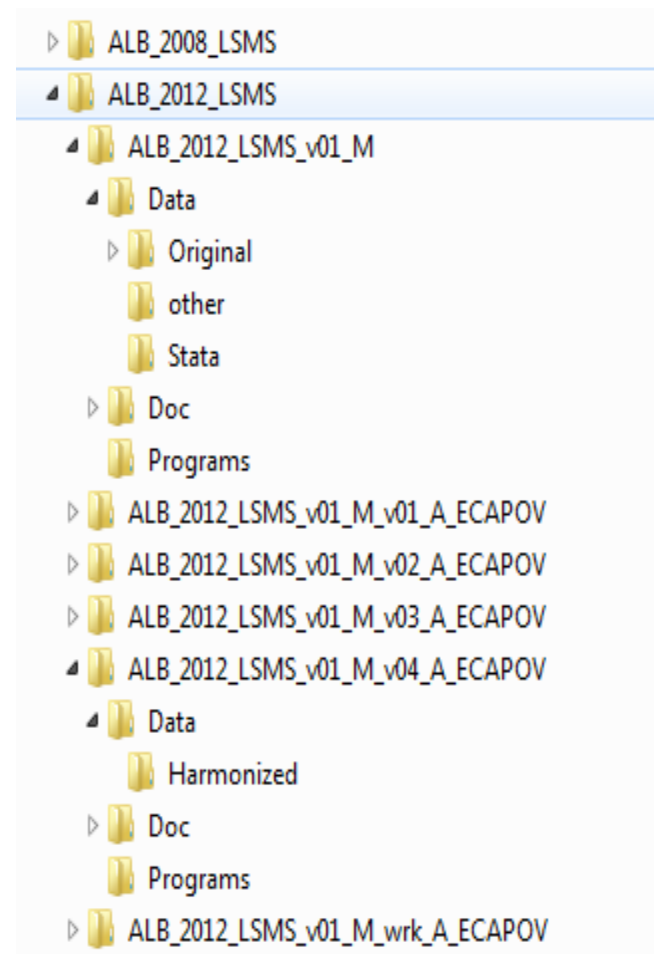 ALB_2008_LSMS
ALB_2012_LSMS
ALB_2012_LSMS_v01_M
Data
Original
other
Stata
Doc
Programs
ALB_2012_LSMS_v01_M_v01_A_ECAPOV
ALB_2012_LSMS_v01_M_v02_A_ECAPOV
ALB_2012_LSMS_v01_M_v03_A_ECAPOV
ALB_2012_LSMS_v01_M_v04_A_ECAPOV
Data
Harmonized
Doc
Programs
ALB_2012_LSMS_v01_M_wrk_A_ECAPOV